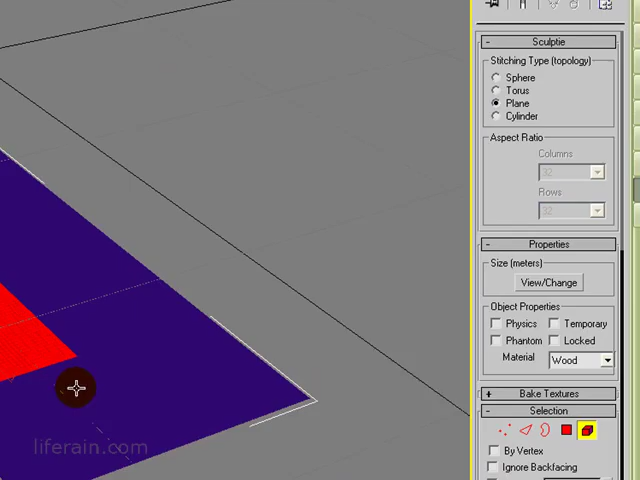 Sculptie
Stitching Type (topology)
Sphere
Torus
Plane
Cylinder
Aspect Ratio
Columns
32
Rows
32
Properties
Size (meters)
View/Change
Object Properties
Physics
Temporary
Phantom
Locked
Material
Wood
Bake Textures
Selection
By Vertex
Ignore Backfacing
liferain.com